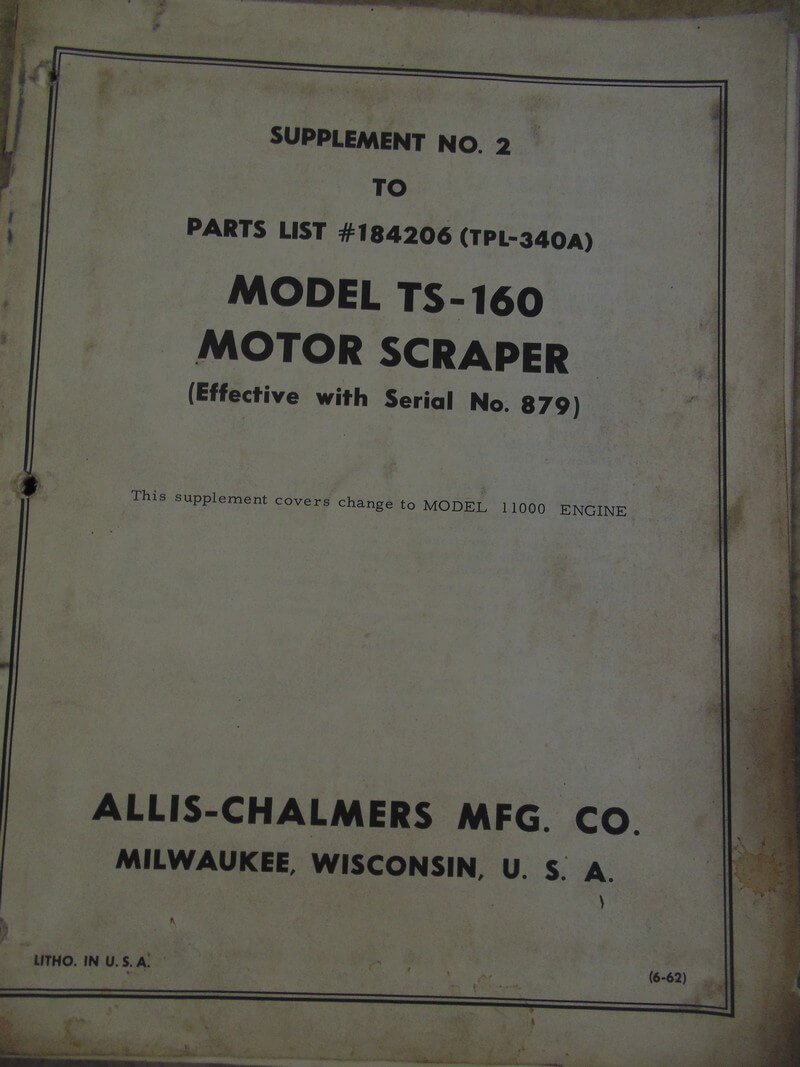 SUPPLEMENT NO. 2
TO
PARTS LIST #184206 (TPL-340A)
MODEL TS-160
MOTOR SCRAPER
(Effective with Serial No. 879)
This supplement covers change to MODEL 11000 ENGINE
ALLIS-CHALMERS MFG. CO.
MILWAUKEE, WISCONSIN, U. S. A.
LITHO. IN U. S. A.
(6-62)